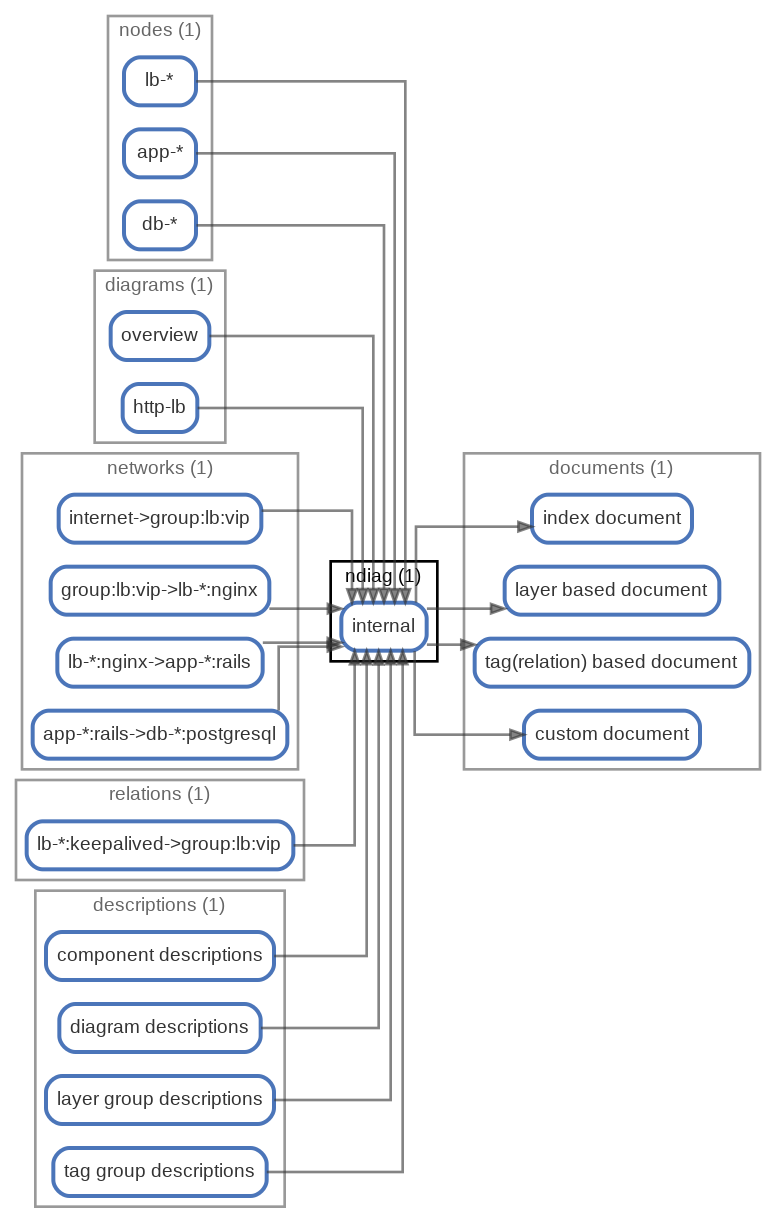 nodes (1)
lb-*
app-*
db-*
diagrams (1)
overview
http-lb
networks (1)
internet->group:lb:vip
group:lb:vip->lb-*:nginx
lb-*:nginx->app-*:rails
app-*:rails->db-*:postgresql
relations (1)
lb-*:keepalived->group:lb:vip
descriptions (1)
component descriptions
diagram descriptions
layer group descriptions
tag group descriptions
ndiag (1)
internal
documents (1)
index document
layer based document
tag(relation) based document
custom document